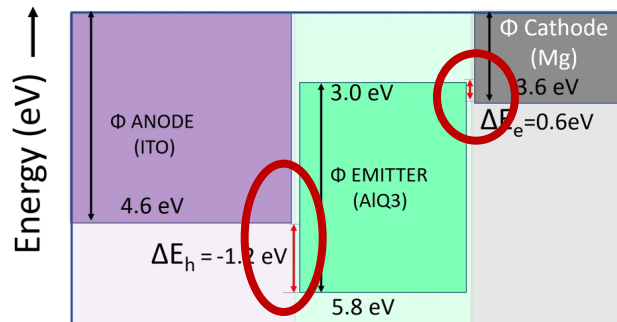 Energy (eV)
Φ ANODE
(ITO)
4.6 eV
ΔEh = -1.2 eV
3.0 eV
Φ EMITTER
(AlQ3)
5.8 eV
Φ Cathode
(Mg)
3.6 eV
ΔEe=0.6eV